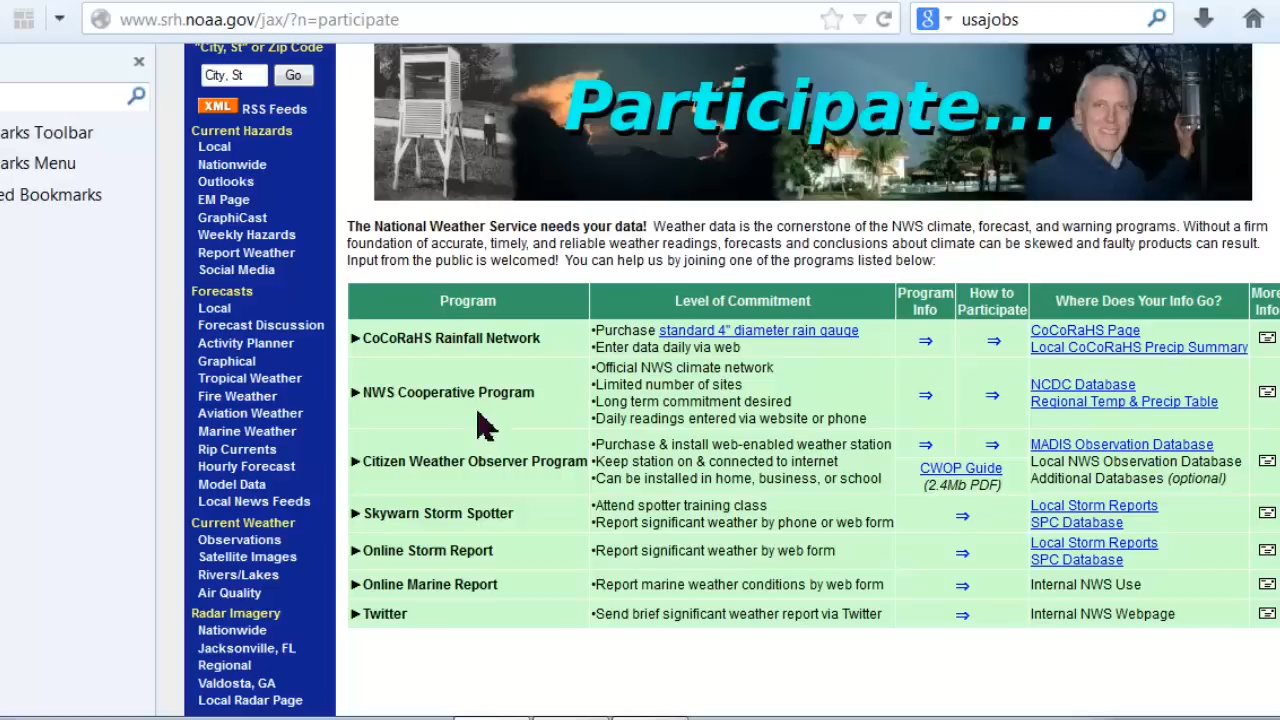 www.srh.noaa.gov/jax/?n=participate
usajobs
arks Toolbar
arks Menu
ed Bookmarks
"City, St" or Zip Code
City, St
Go
XML RSS Feeds
Current Hazards
Local
Nationwide
Outlooks
EM Page
GraphiCast
Weekly Hazards
Report Weather
Social Media
Forecasts
Local
Forecast Discussion
Activity Planner
Graphical
Tropical Weather
Fire Weather
Aviation Weather
Marine Weather
Rip Currents
Hourly Forecast
Model Data
Local News Feeds
Current Weather
Observations
Satellite Images
Rivers/Lakes
Air Quality
Radar Imagery
Nationwide
Jacksonville, FL
Regional
Valdosta, GA
Local Radar Page
Participate...
The National Weather Service needs your data! Weather data is the cornerstone of the NWS climate, forecast, and warning programs. Without a firm
foundation of accurate, timely, and reliable weather readings, forecasts and conclusions about climate can be skewed and faulty products can result.
Input from the public is welcomed! You can help us by joining one of the programs listed below:
Program
Level of Commitment
Program
Info
How to
Participate
Where Does Your Info Go?
More
Info
►CoCoRaHS Rainfall Network
•Purchase standard 4" diameter rain gauge
•Enter data daily via web
⇒
⇒
CoCoRaHS Page
Local CoCoRaHS Precip Summary
►NWS Cooperative Program
•Official NWS climate network
•Limited number of sites
•Long term commitment desired
•Daily readings entered via website or phone
⇒
⇒
NCDC Database
Regional Temp & Precip Table
►Citizen Weather Observer Program
•Purchase & install web-enabled weather station
•Keep station on & connected to internet
•Can be installed in home, business, or school
⇒
⇒
CWOP Guide
(2.4Mb PDF)
MADIS Observation Database
Local NWS Observation Database
Additional Databases (optional)
►Skywarn Storm Spotter
•Attend spotter training class
•Report significant weather by phone or web form
⇒
Local Storm Reports
SPC Database
►Online Storm Report
•Report significant weather by web form
⇒
Local Storm Reports
SPC Database
►Online Marine Report
•Report marine weather conditions by web form
⇒
Internal NWS Use
►Twitter
•Send brief significant weather report via Twitter
⇒
Internal NWS Webpage